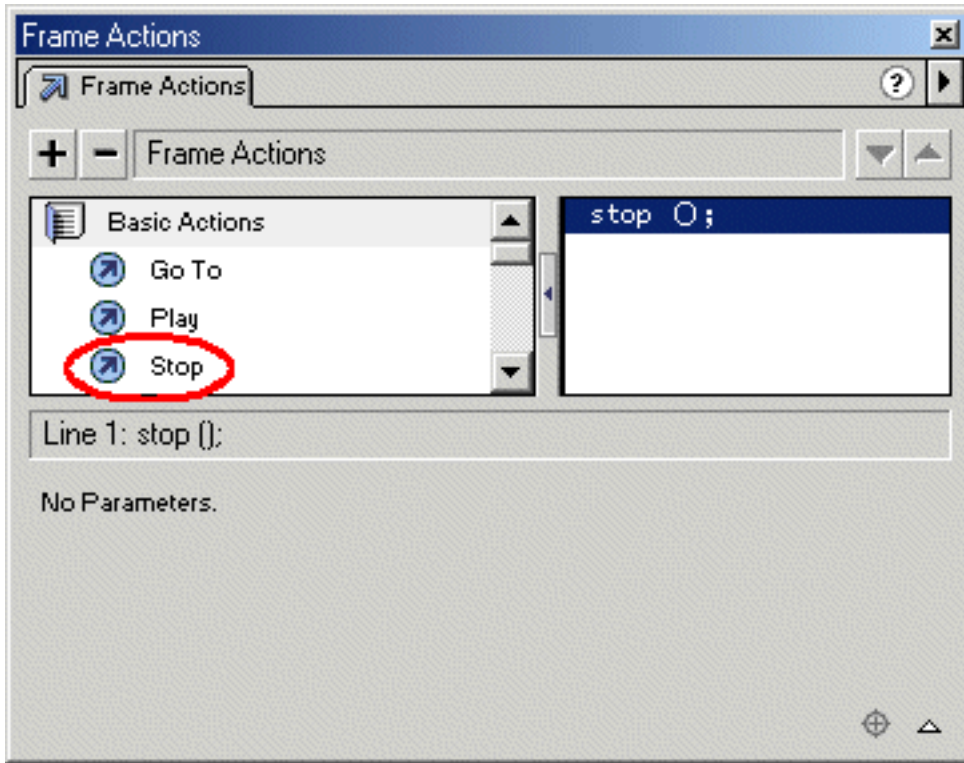 Frame Actions
Frame Actions
?
+ - Frame Actions
Basic Actions
Go To
Play
Stop
stop ();
Line 1: stop ();
No Parameters.